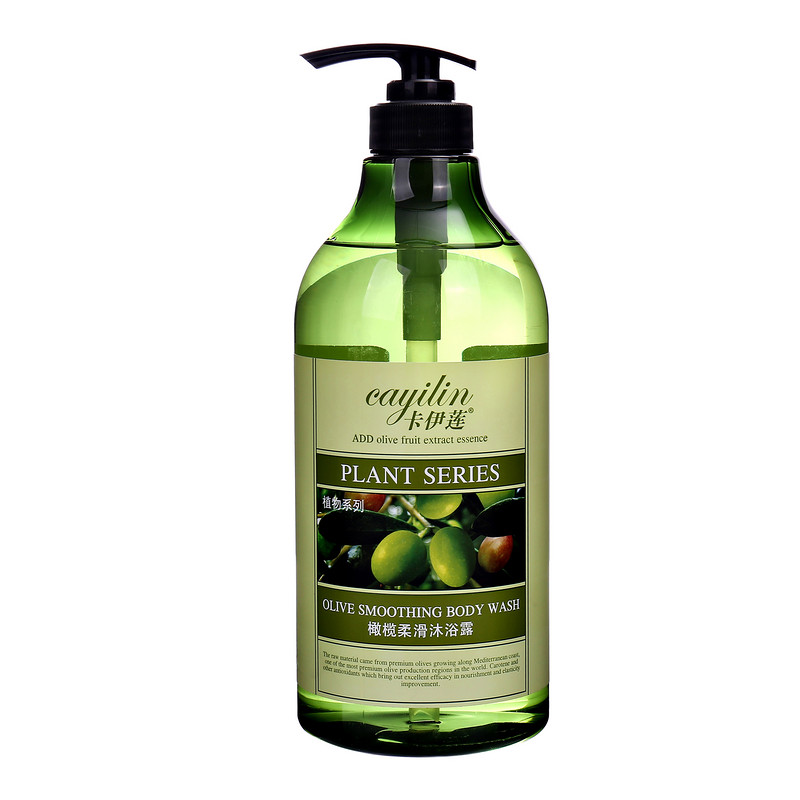 cayilin
卡伊莲®
ADD olive fruit extract essence
PLANT SERIES
植物系列
OLIVE SMOOTHING BODY WASH
橄榄柔滑沐浴露
The raw material came from premium olives growing along Mediterranean coast,
one of the most premium olive production regions in the world. Carotene and
other antioxidants which bring out excellent efficacy in nourishment and elasticity
improvement.